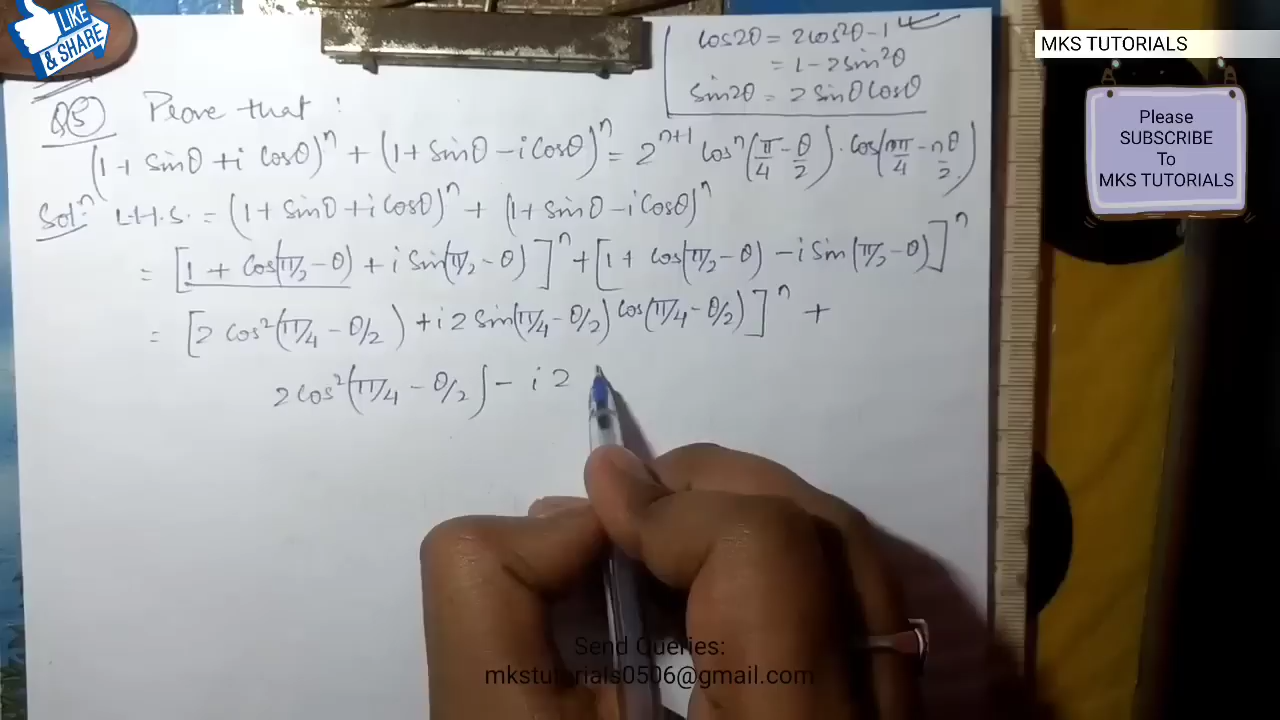 LIKE
& SHARE
cos2θ = 2cos²θ - 1
= 1 - 2sin²θ
sin2θ = 2 sinθ cosθ
MKS TUTORIALS
Please
SUBSCRIBE
To
MKS TUTORIALS
Q5 Prove that :
(1 + sinθ + i cosθ)ⁿ + (1 + sinθ - i cosθ)ⁿ = 2ⁿ⁺¹ cosⁿ(π/4 - θ/2) . cos(nπ/4 - nθ/2)
Solⁿ: L.H.S. = (1 + sinθ + i cosθ)ⁿ + (1 + sinθ - i cosθ)ⁿ
= [1 + cos(π/2 - θ) + i sin(π/2 - θ)]ⁿ + [1 + cos(π/2 - θ) - i sin(π/2 - θ)]ⁿ
= [2 cos²(π/4 - θ/2) + i 2 sin(π/4 - θ/2) cos(π/4 - θ/2)]ⁿ +
2 cos²(π/4 - θ/2) - i 2
Send Queries:
mkstutorials0506@gmail.com